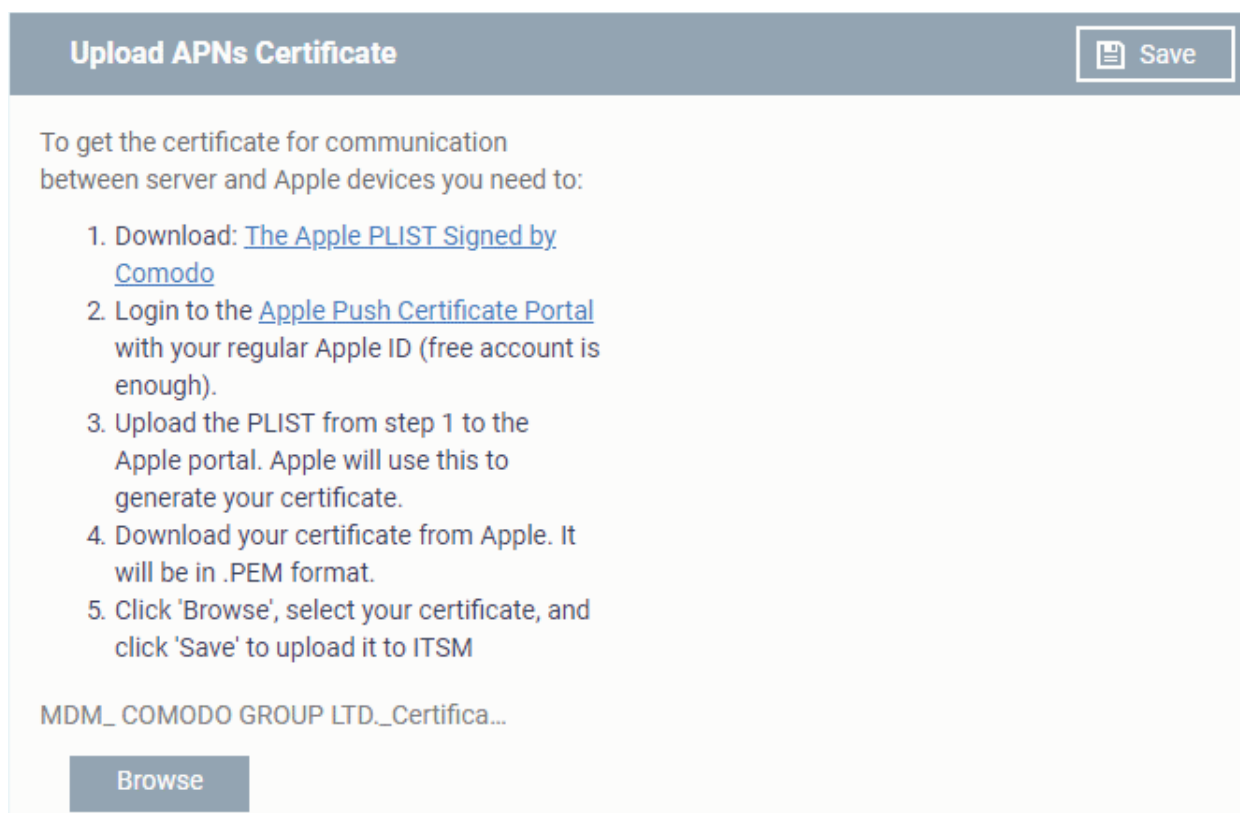 Upload APNs Certificate
Save
To get the certificate for communication
between server and Apple devices you need to:
1. Download: The Apple PLIST Signed by
Comodo
2. Login to the Apple Push Certificate Portal
with your regular Apple ID (free account is
enough).
3. Upload the PLIST from step 1 to the
Apple portal. Apple will use this to
generate your certificate.
4. Download your certificate from Apple. It
will be in .PEM format.
5. Click 'Browse', select your certificate, and
click 'Save' to upload it to ITSM
MDM_ COMODO GROUP LTD._Certifica...
Browse